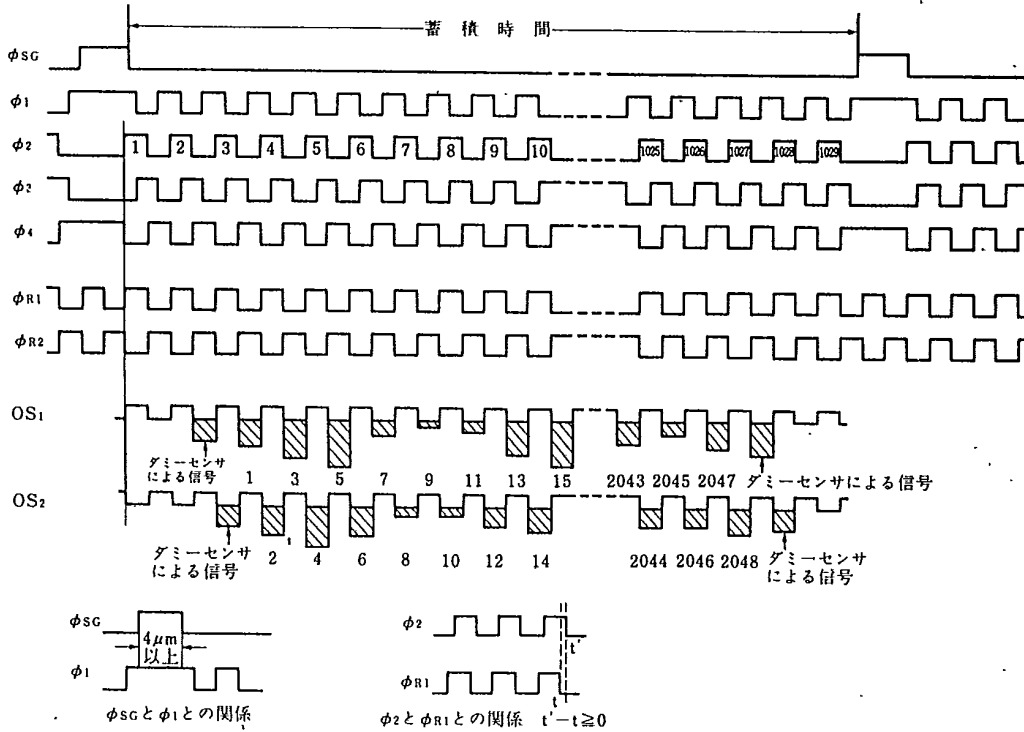 蓄積時間
φSG
φ1
φ2
1 2 3 4 5 6 7 8 9 10 1025 1026 1027 1028 1029
φ2
φ4
φR1
φR2
OS1
ダミーセンサ
による信号
1 3 5 7 9 11 13 15 2043 2045 2047 ダミーセンサによる信号
OS2
ダミーセンサ
による信号
2 4 6 8 10 12 14 2044 2046 2048
ダミーセンサ
による信号
φSG
4μm
以上
φ1
φSGとφ1との関係
φ2
t'
φR1
t
φ2とφR1との関係 t'−t≧0